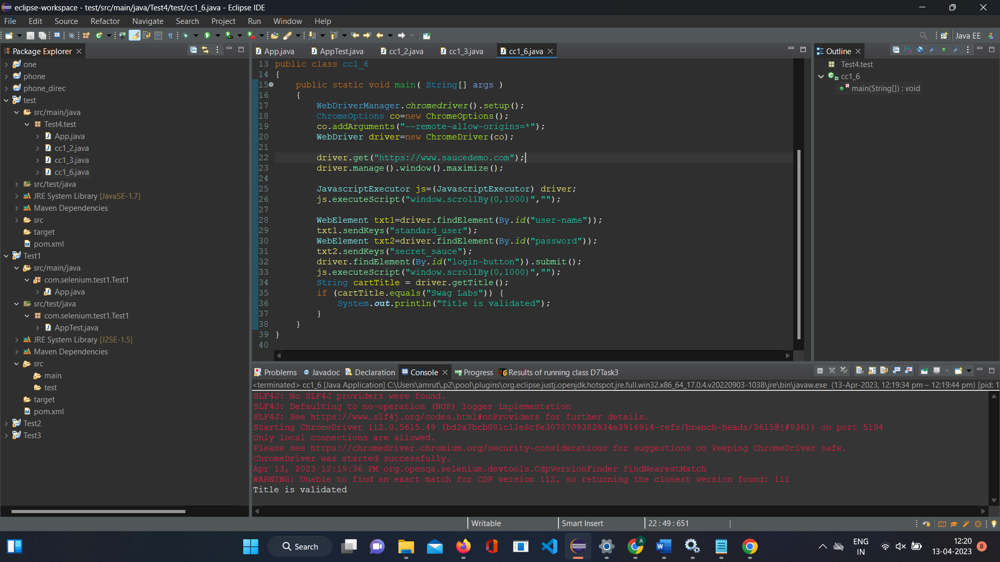 eclipse-workspace - test/src/main/java/Test4/test/cc1_6.java - Eclipse IDE
File Edit Source Refactor Navigate Search Project Run Window Help
Java EE
Package Explorer
one
phone
phone_direc
test
src/main/java
Test4.test
App.java
cc1_2.java
cc1_3.java
cc1_6.java
src/test/java
JRE System Library [JavaSE-1.7]
Maven Dependencies
src
target
pom.xml
Test1
src/main/java
com.selenium.test1.Test1
App.java
src/test/java
com.selenium.test1.Test1
AppTest.java
JRE System Library [J2SE-1.5]
Maven Dependencies
src
main
test
target
pom.xml
Test2
Test3
App.java AppTest.java cc1_2.java cc1_3.java cc1_6.java
13 public class cc1_6
14 {
15 public static void main( String[] args )
16 {
17 WebDriverManager.chromedriver().setup();
18 ChromeOptions co=new ChromeOptions();
19 co.addArguments("--remote-allow-origins=*");
20 WebDriver driver=new ChromeDriver(co);
21
22 driver.get("https://www.saucedemo.com");
23 driver.manage().window().maximize();
24
25 JavascriptExecutor js=(JavascriptExecutor) driver;
26 js.executeScript("window.scrollBy(0,1000)","");
27
28 WebElement txt1=driver.findElement(By.id("user-name"));
29 txt1.sendKeys("standard_user");
30 WebElement txt2=driver.findElement(By.id("password"));
31 txt2.sendKeys("secret_sauce");
32 driver.findElement(By.id("login-button")).submit();
33 js.executeScript("window.scrollBy(0,1000)","");
34 String cartTitle = driver.getTitle();
35 if (cartTitle.equals("Swag Labs")) {
36 System.out.println("Title is validated");
37 }
38 }
39 }
40
Outline
Test4.test
cc1_6
main(String[]) : void
Problems Javadoc Declaration Console Progress Results of running class D7Task3
<terminated> cc1_6 [Java Application] C:\Users\amrut\.p2\pool\plugins\org.eclipse.justj.openjdk.hotspot.jre.full.win32.x86_64_17.0.4.v20220903-1038\jre\bin\javaw.exe (13-Apr-2023, 12:19:34 pm – 12:19:44 pm) [pid: 1
SLF4J: No SLF4J providers were found.
SLF4J: Defaulting to no-operation (NOP) logger implementation
SLF4J: See https://www.slf4j.org/codes.html#noProviders for further details.
Starting ChromeDriver 112.0.5615.49 (bd2a7bcb881c11e8cfe3078709382934e3916914-refs/branch-heads/5615@{#936}) on port 5194
Only local connections are allowed.
Please see https://chromedriver.chromium.org/security-considerations for suggestions on keeping ChromeDriver safe.
ChromeDriver was started successfully.
Apr 13, 2023 12:19:36 PM org.openqa.selenium.devtools.CdpVersionFinder findNearestMatch
WARNING: Unable to find an exact match for CDP version 112, so returning the closest version found: 111
Title is validated
Writable Smart Insert 22 : 49 : 651
Search
ENG
IN
12:20
13-04-2023
8